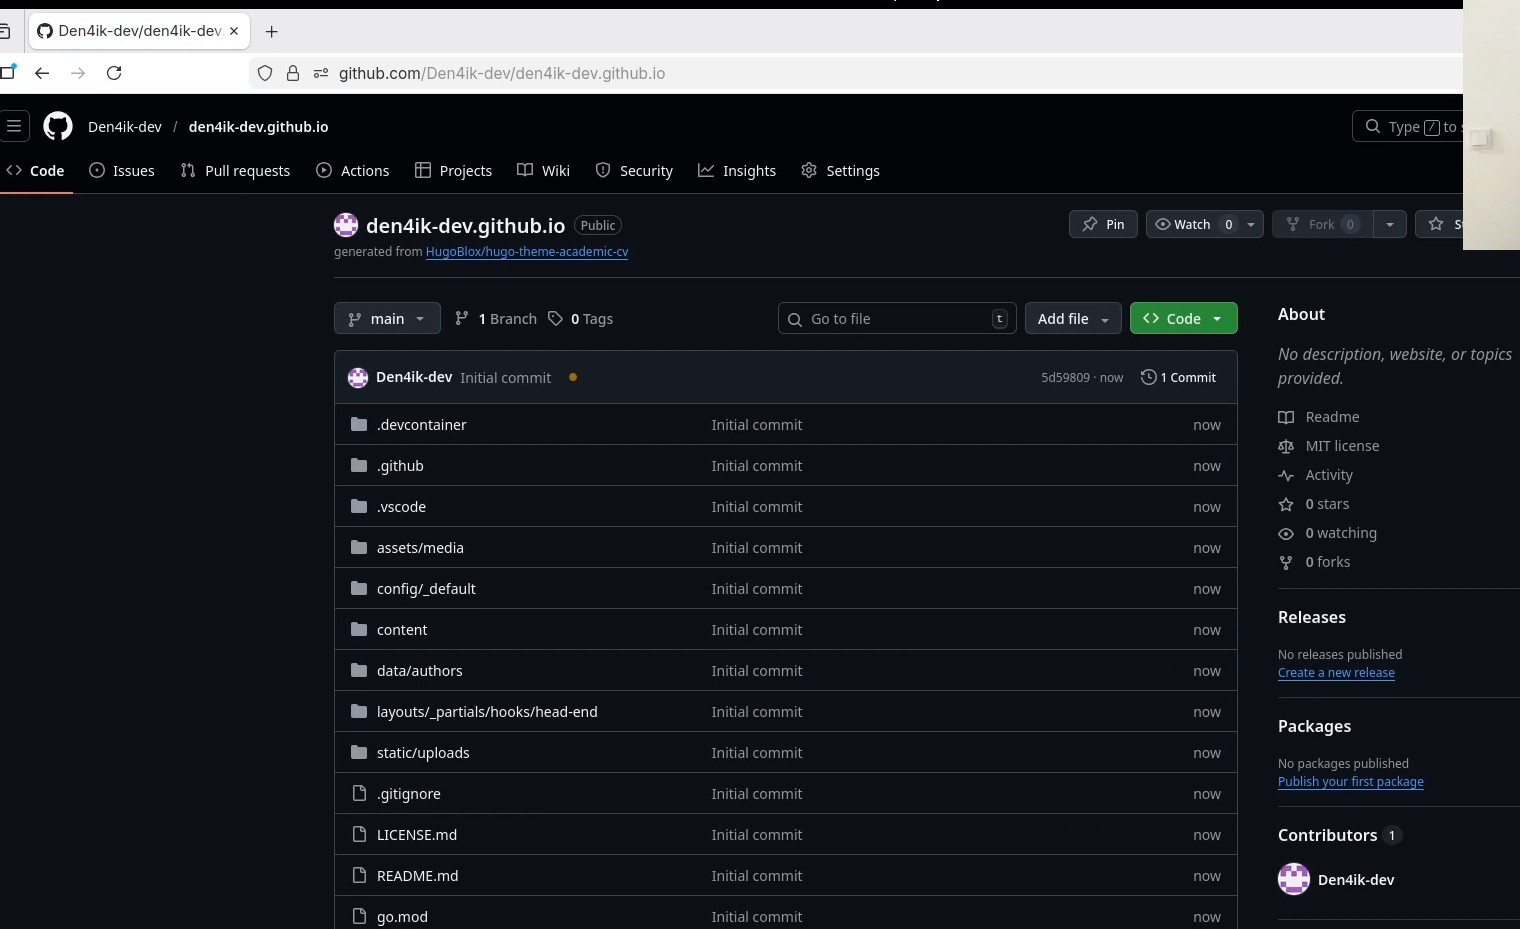 Den4ik-dev/den4ik-dev.
github.com/Den4ik-dev/den4ik-dev.github.io
Den4ik-dev / den4ik-dev.github.io
Type / to s
Code Issues Pull requests Actions Projects Wiki Security Insights Settings
den4ik-dev.github.io Public
Pin Watch 0 Fork 0 St
generated from HugoBlox/hugo-theme-academic-cv
main 1 Branch 0 Tags Go to file t Add file Code
Den4ik-dev Initial commit 5d59809 · now 1 Commit
.devcontainer Initial commit now
.github Initial commit now
.vscode Initial commit now
assets/media Initial commit now
config/_default Initial commit now
content Initial commit now
data/authors Initial commit now
layouts/_partials/hooks/head-end Initial commit now
static/uploads Initial commit now
.gitignore Initial commit now
LICENSE.md Initial commit now
README.md Initial commit now
go.mod Initial commit now
About
No description, website, or topics
provided.
Readme
MIT license
Activity
0 stars
0 watching
0 forks
Releases
No releases published
Create a new release
Packages
No packages published
Publish your first package
Contributors 1
Den4ik-dev